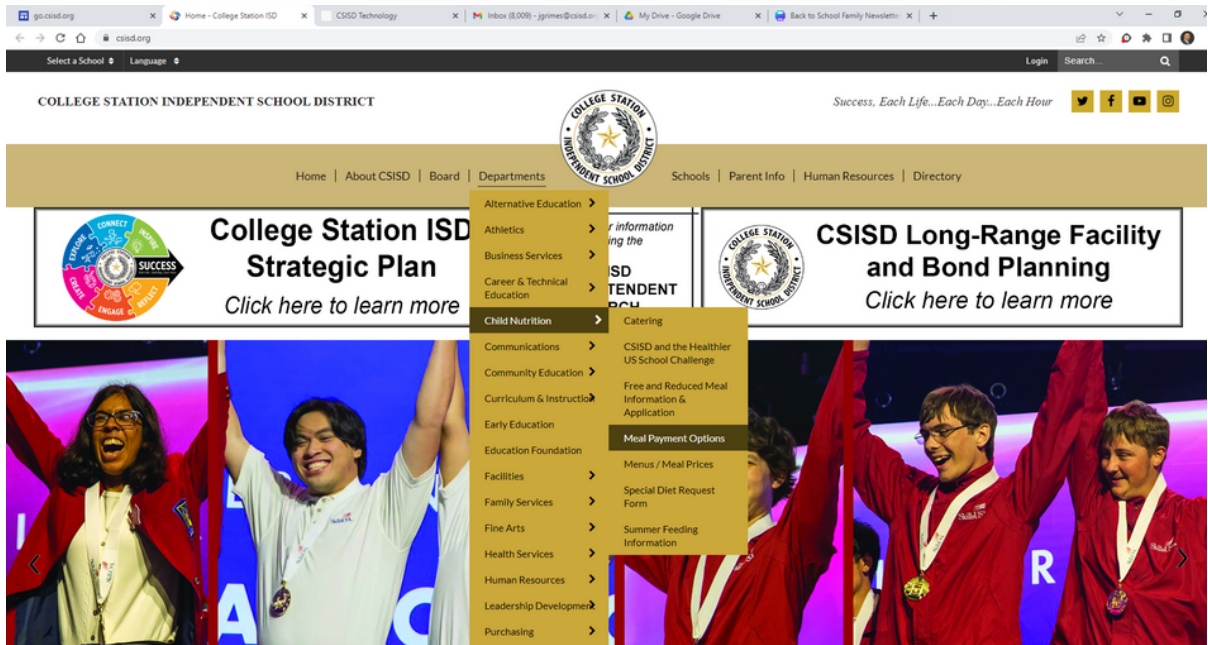 go.csisd.org
Home - College Station ISD
CSISD Technology
Inbox (8,009) - jgrimes@csisd.or
My Drive - Google Drive
Back to School Family Newslette
csisd.org
Select a School
Language
Login
Search...
COLLEGE STATION INDEPENDENT SCHOOL DISTRICT
COLLEGE STATION
INDEPENDENT SCHOOL DISTRICT
Success, Each Life...Each Day...Each Hour
Home | About CSISD | Board | Departments
Schools | Parent Info | Human Resources | Directory
CONNECT
INSPIRE
EXPLORE
SUCCESS
CREATE
REFLECT
ENGAGE
College Station ISD
Strategic Plan
Click here to learn more
r information
ing the
ISD
TENDENT
RCH
COLLEGE STATION
INDEPENDENT SCHOOL DISTRICT
CSISD Long-Range Facility
and Bond Planning
Click here to learn more
Alternative Education
Athletics
Business Services
Career & Technical
Education
Child Nutrition
Communications
Community Education
Curriculum & Instruction
Early Education
Education Foundation
Facilities
Family Services
Fine Arts
Health Services
Human Resources
Leadership Development
Purchasing
Catering
CSISD and the Healthier
US School Challenge
Free and Reduced Meal
Information &
Application
Meal Payment Options
Menus / Meal Prices
Special Diet Request
Form
Summer Feeding
Information
R